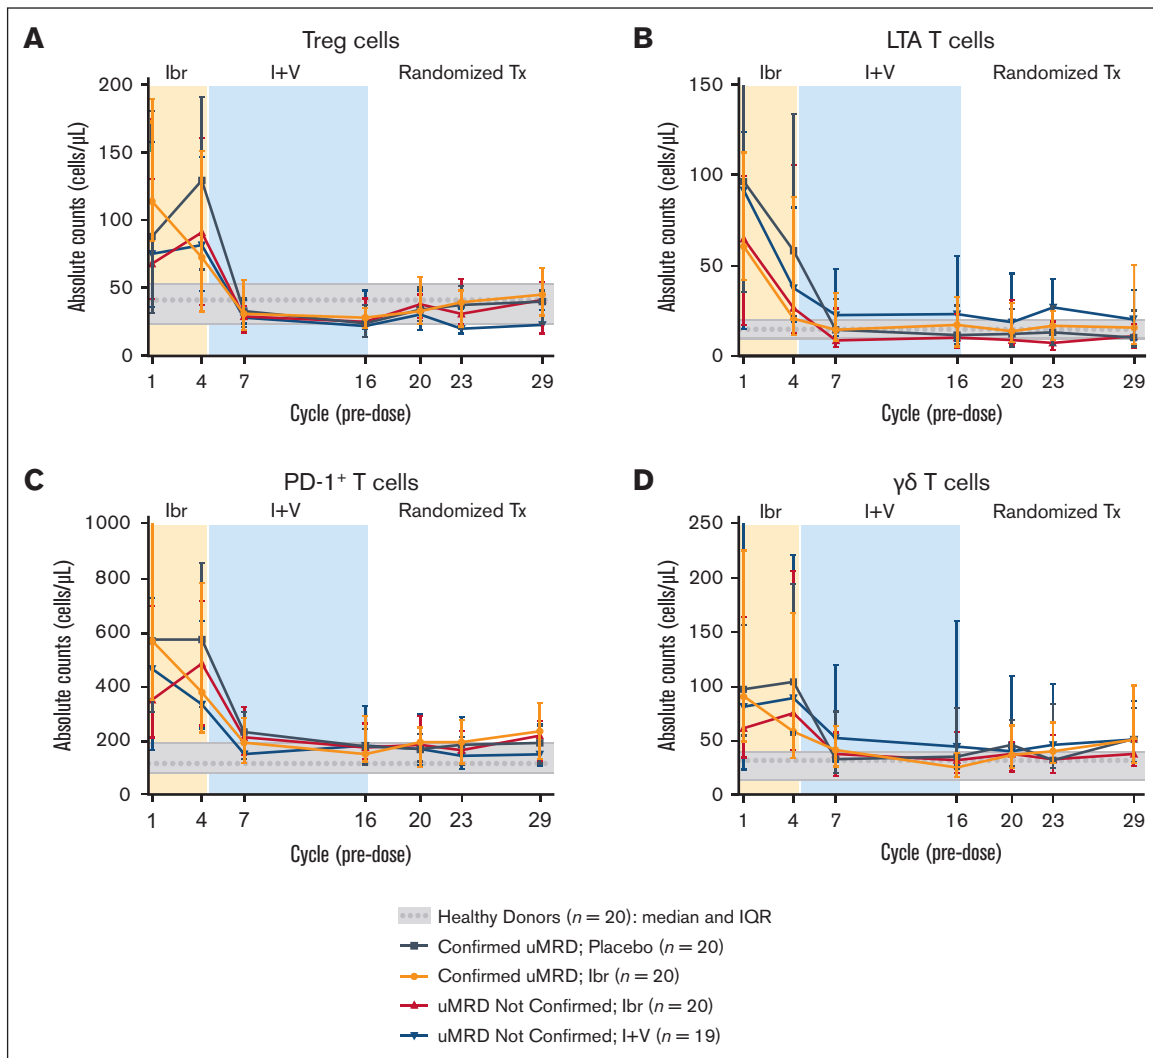 A
Treg cells
Ibr I+V Randomized Tx
Absolute counts (cells/μL)
200
150
100
50
0
1 4 7 16 20 23 29
Cycle (pre-dose)
B
LTA T cells
Ibr I+V Randomized Tx
Absolute counts (cells/μL)
150
100
50
0
1 4 7 16 20 23 29
Cycle (pre-dose)
C
PD-1⁺ T cells
Ibr I+V Randomized Tx
Absolute counts (cells/μL)
1000
800
600
400
200
0
1 4 7 16 20 23 29
Cycle (pre-dose)
D
γδ T cells
Ibr I+V Randomized Tx
Absolute counts (cells/μL)
250
200
150
100
50
0
1 4 7 16 20 23 29
Cycle (pre-dose)
Healthy Donors (n = 20): median and IQR
Confirmed uMRD; Placebo (n = 20)
Confirmed uMRD; Ibr (n = 20)
uMRD Not Confirmed; Ibr (n = 20)
uMRD Not Confirmed; I+V (n = 19)